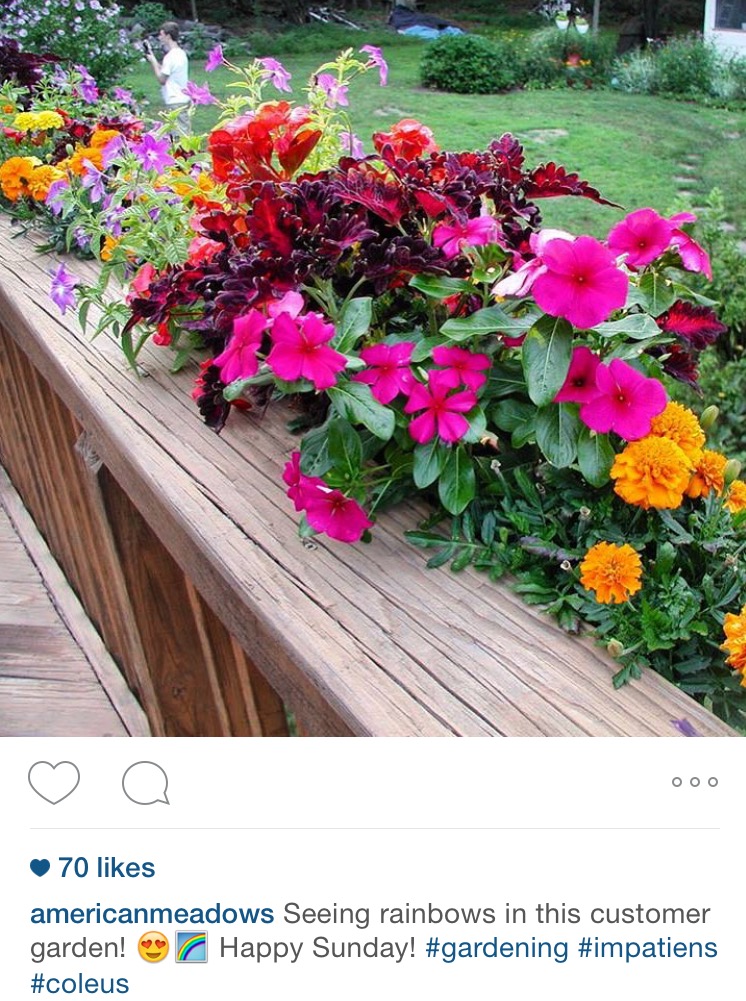 70 likes
americanmeadows Seeing rainbows in this customer
garden! 😍🌈 Happy Sunday! #gardening #impatiens
#coleus